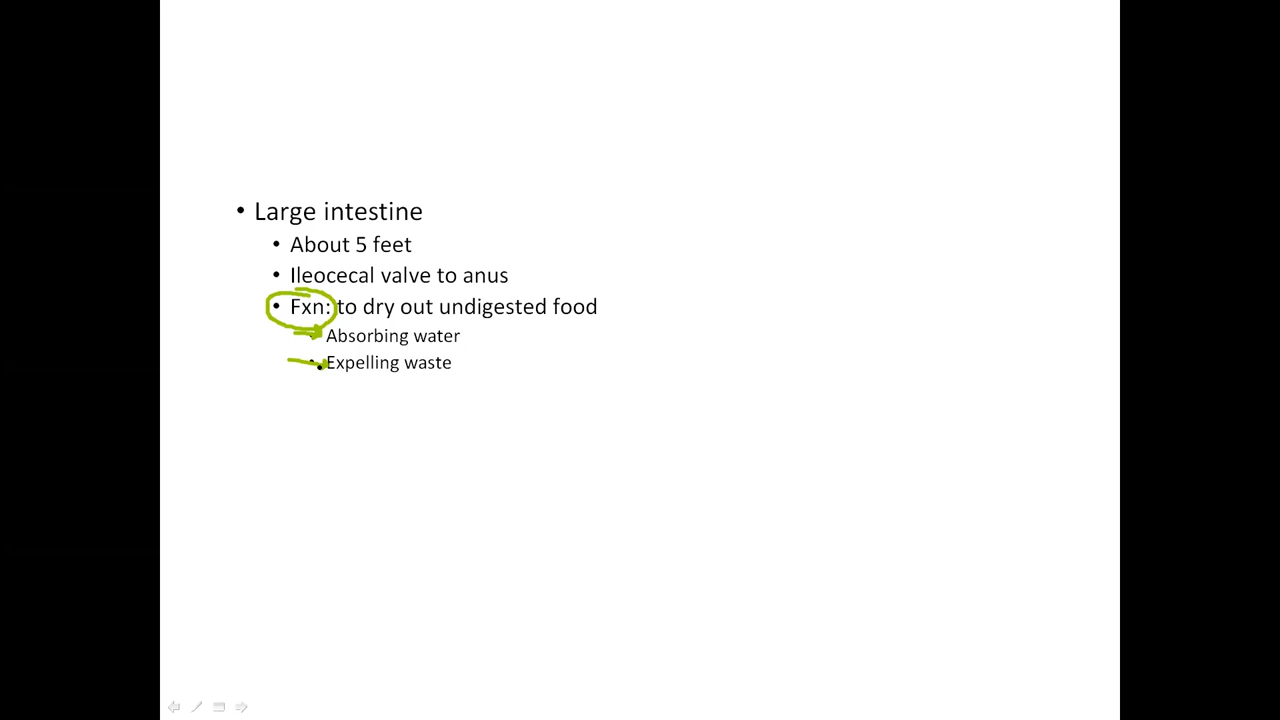 • Large intestine
• About 5 feet
• Ileocecal valve to anus
• Fxn: to dry out undigested food
• Absorbing water
• Expelling waste